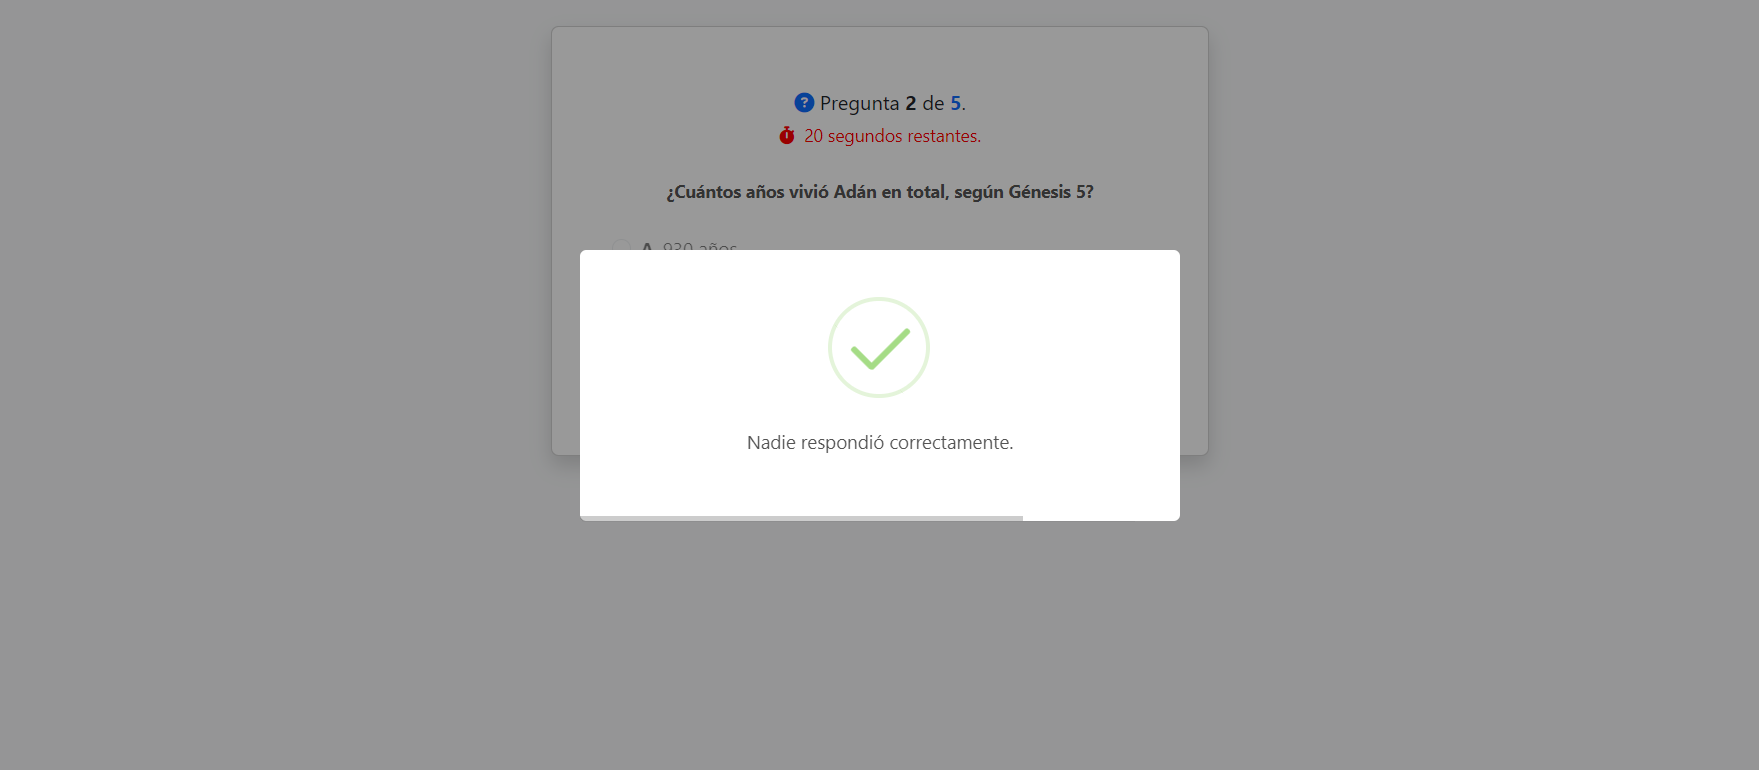 Pregunta 2 de 5.
20 segundos restantes.
¿Cuántos años vivió Adán en total, según Génesis 5?
A. 930 años
Nadie respondió correctamente.